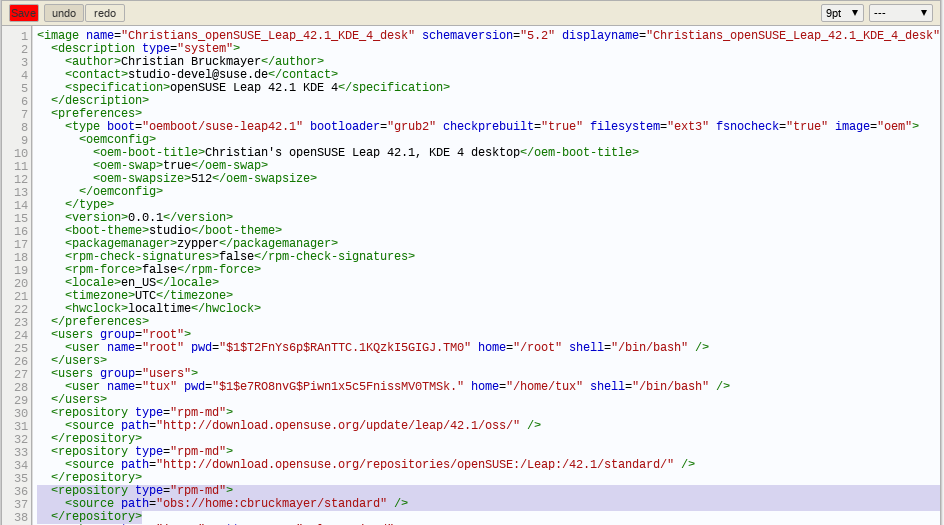 Save undo redo 9pt ---
1 <image name="Christians_openSUSE_Leap_42.1_KDE_4_desk" schemaversion="5.2" displayname="Christians_openSUSE_Leap_42.1_KDE_4_desk"
2 <description type="system">
3 <author>Christian Bruckmayer</author>
4 <contact>studio-devel@suse.de</contact>
5 <specification>openSUSE Leap 42.1 KDE 4</specification>
6 </description>
7 <preferences>
8 <type boot="oemboot/suse-leap42.1" bootloader="grub2" checkprebuilt="true" filesystem="ext3" fsnocheck="true" image="oem">
9 <oemconfig>
10 <oem-boot-title>Christian's openSUSE Leap 42.1, KDE 4 desktop</oem-boot-title>
11 <oem-swap>true</oem-swap>
12 <oem-swapsize>512</oem-swapsize>
13 </oemconfig>
14 </type>
15 <version>0.0.1</version>
16 <boot-theme>studio</boot-theme>
17 <packagemanager>zypper</packagemanager>
18 <rpm-check-signatures>false</rpm-check-signatures>
19 <rpm-force>false</rpm-force>
20 <locale>en_US</locale>
21 <timezone>UTC</timezone>
22 <hwclock>localtime</hwclock>
23 </preferences>
24 <users group="root">
25 <user name="root" pwd="$1$T2FnYs6p$RAnTTC.1KQzkI5GIGJ.TM0" home="/root" shell="/bin/bash" />
26 </users>
27 <users group="users">
28 <user name="tux" pwd="$1$e7RO8nvG$Piwn1x5c5FnissMV0TMSk." home="/home/tux" shell="/bin/bash" />
29 </users>
30 <repository type="rpm-md">
31 <source path="http://download.opensuse.org/update/leap/42.1/oss/" />
32 </repository>
33 <repository type="rpm-md">
34 <source path="http://download.opensuse.org/repositories/openSUSE:/Leap:/42.1/standard/" />
35 </repository>
36 <repository type="rpm-md">
37 <source path="obs://home:cbruckmayer/standard" />
38 </repository>